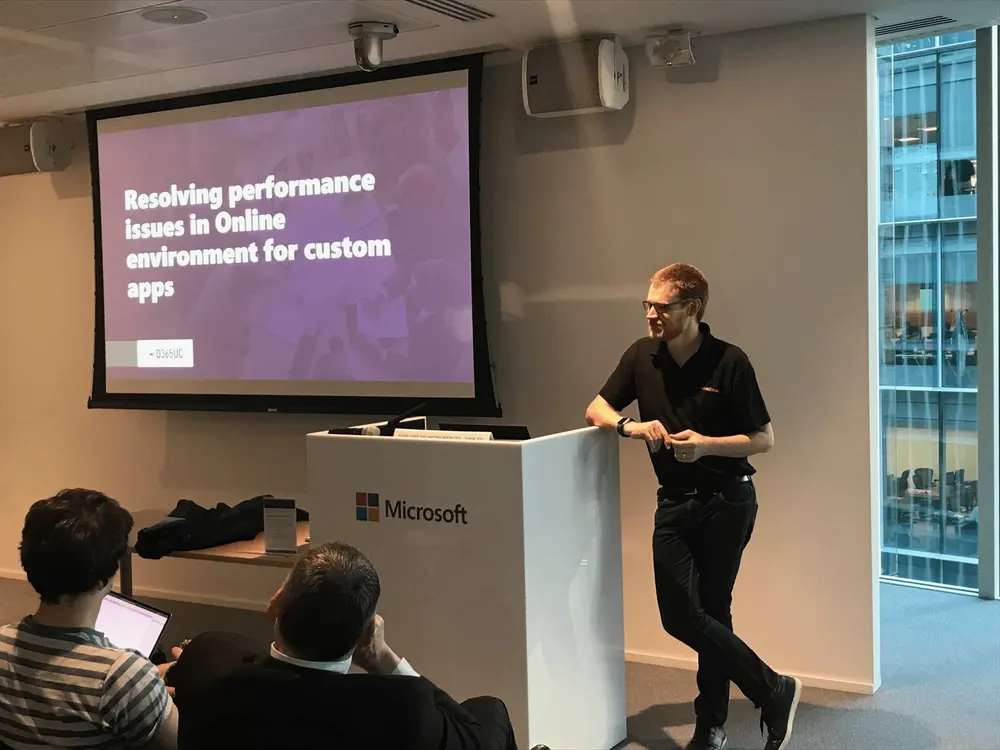 Resolving performance
issues in Online
environment for custom
apps
D365UG
Microsoft